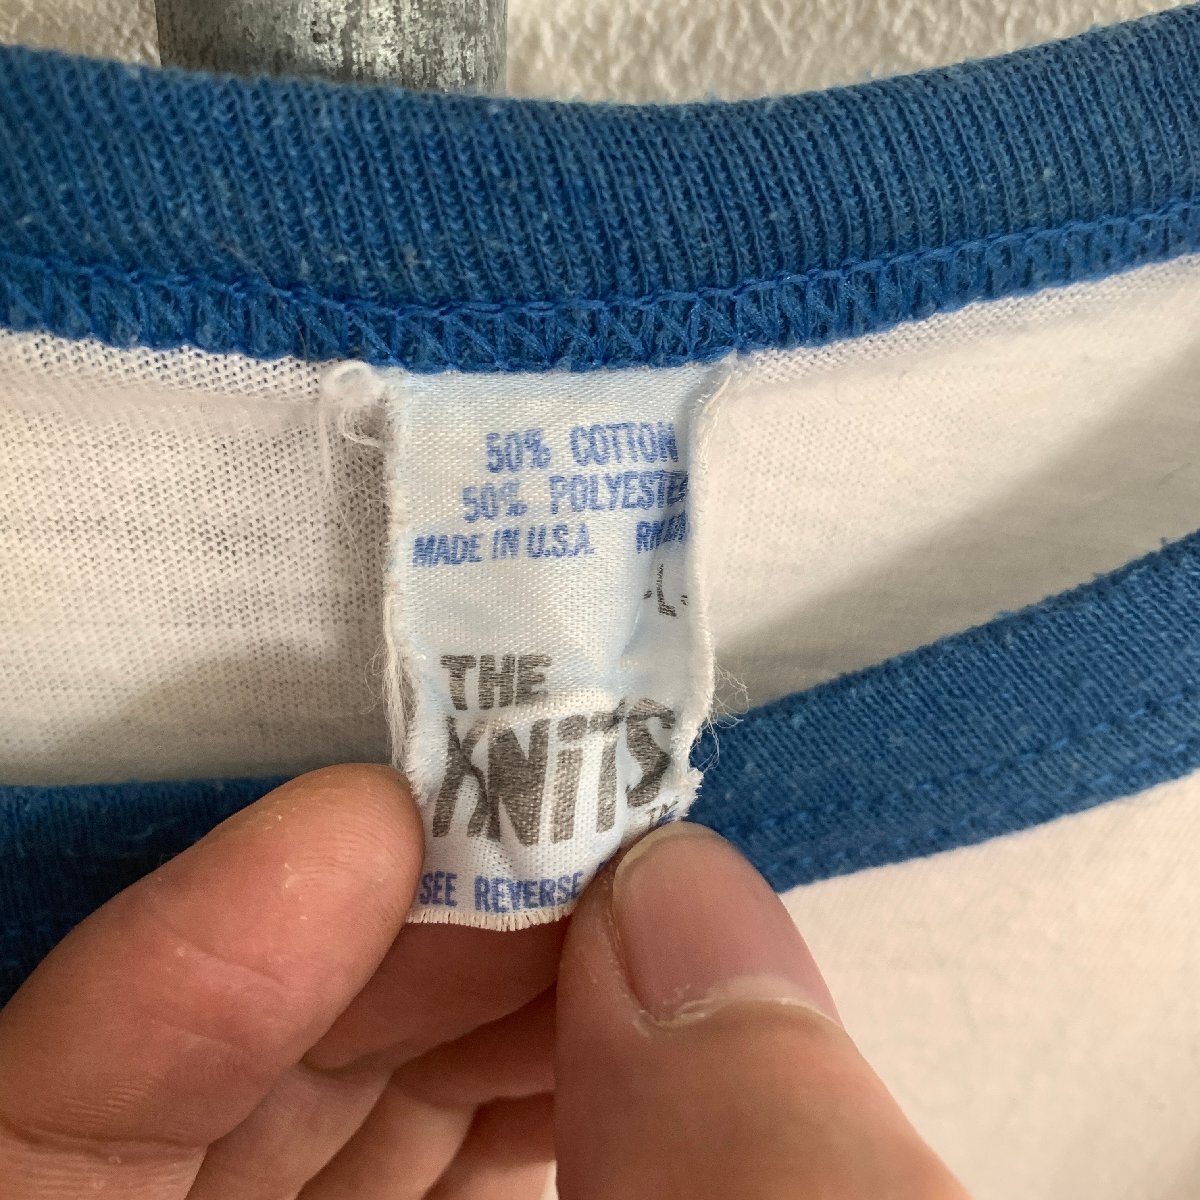 50% COTTON
50% POLYESTER
MADE IN U.S.A.
THE
KNiTS
SEE REVERSE